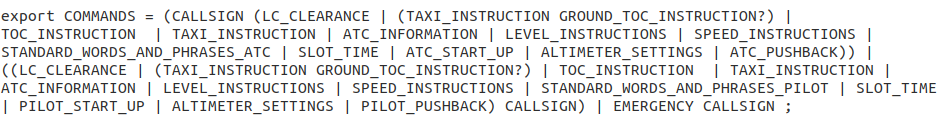 export COMMANDS = (CALLSIGN (LC_CLEARANCE | (TAXI_INSTRUCTION GROUND_TOC_INSTRUCTION?) |
TOC_INSTRUCTION  | TAXI_INSTRUCTION | ATC_INFORMATION | LEVEL_INSTRUCTIONS | SPEED_INSTRUCTIONS |
STANDARD_WORDS_AND_PHRASES_ATC | SLOT_TIME | ATC_START_UP | ALTIMETER_SETTINGS | ATC_PUSHBACK)) |
((LC_CLEARANCE | (TAXI_INSTRUCTION GROUND_TOC_INSTRUCTION?) | TOC_INSTRUCTION  | TAXI_INSTRUCTION |
ATC_INFORMATION | LEVEL_INSTRUCTIONS | SPEED_INSTRUCTIONS | STANDARD_WORDS_AND_PHRASES_PILOT | SLOT_TIME
| PILOT_START_UP | ALTIMETER_SETTINGS | PILOT_PUSHBACK) CALLSIGN) | EMERGENCY CALLSIGN ;